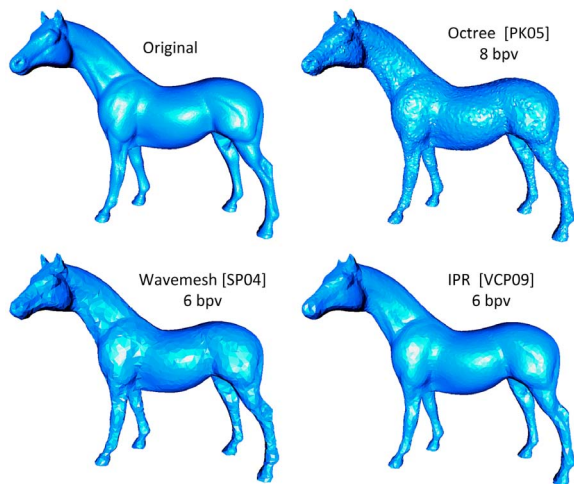 Original
Octree [PK05]
8 bpv
Wavemesh [SP04]
6 bpv
IPR [VCP09]
6 bpv